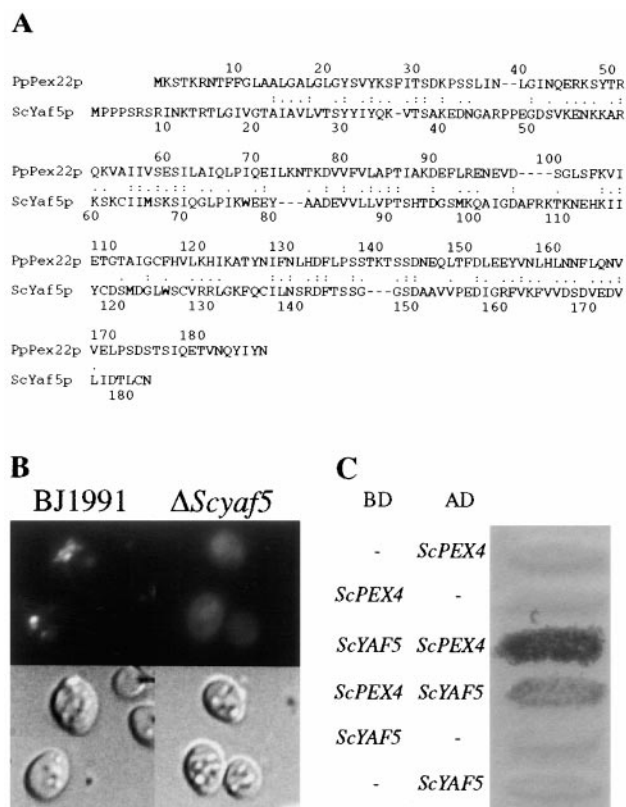 A
10 20 30 40 50
PpPex22p MKSTKRNTFFGLAALGALGLGYSVYKSFITSDKPSSLIN--LGINQERKSYTR
ScYaf5p MPPPSRSRINKTRTLGIVGTAIAVLVTSYYIYQK-VTSAKEDNGARPPEGDSVKENKKAR
10 20 30 40 50
60 70 80 90 100
PpPex22p QKVAIIVSESILAIQLPIQEILKNTKDVVFVLAPTIAKDEFLRENEVD----SGLSFKVI
ScYaf5p KSKCIIMSKSIQGLPIKWEEY---AADEVVLLVPTSHTDGSMKQAIGDAFRKTKNEHKII
60 70 80 90 100 110
110 120 130 140 150 160
PpPex22p ETGTAIGCFHVLKHIKATYNIFNLHDFLPSSTKTSSDNEQLTFDLEEYVNLHLNNFLQNV
ScYaf5p YCDSMDGLWSCVRRLGKFQCILNSRDFTSSG---GSDAAVVPEDIGRFVKFVVDSDVEDV
120 130 140 150 160 170
170 180
PpPex22p VELPSDSTSIQETVNQYIYN
ScYaf5p LIDTLCN
180
B
BJ1991 ΔScyaf5
C
BD AD
- ScPEX4
ScPEX4 -
ScYAF5 ScPEX4
ScPEX4 ScYAF5
ScYAF5 -
- ScYAF5